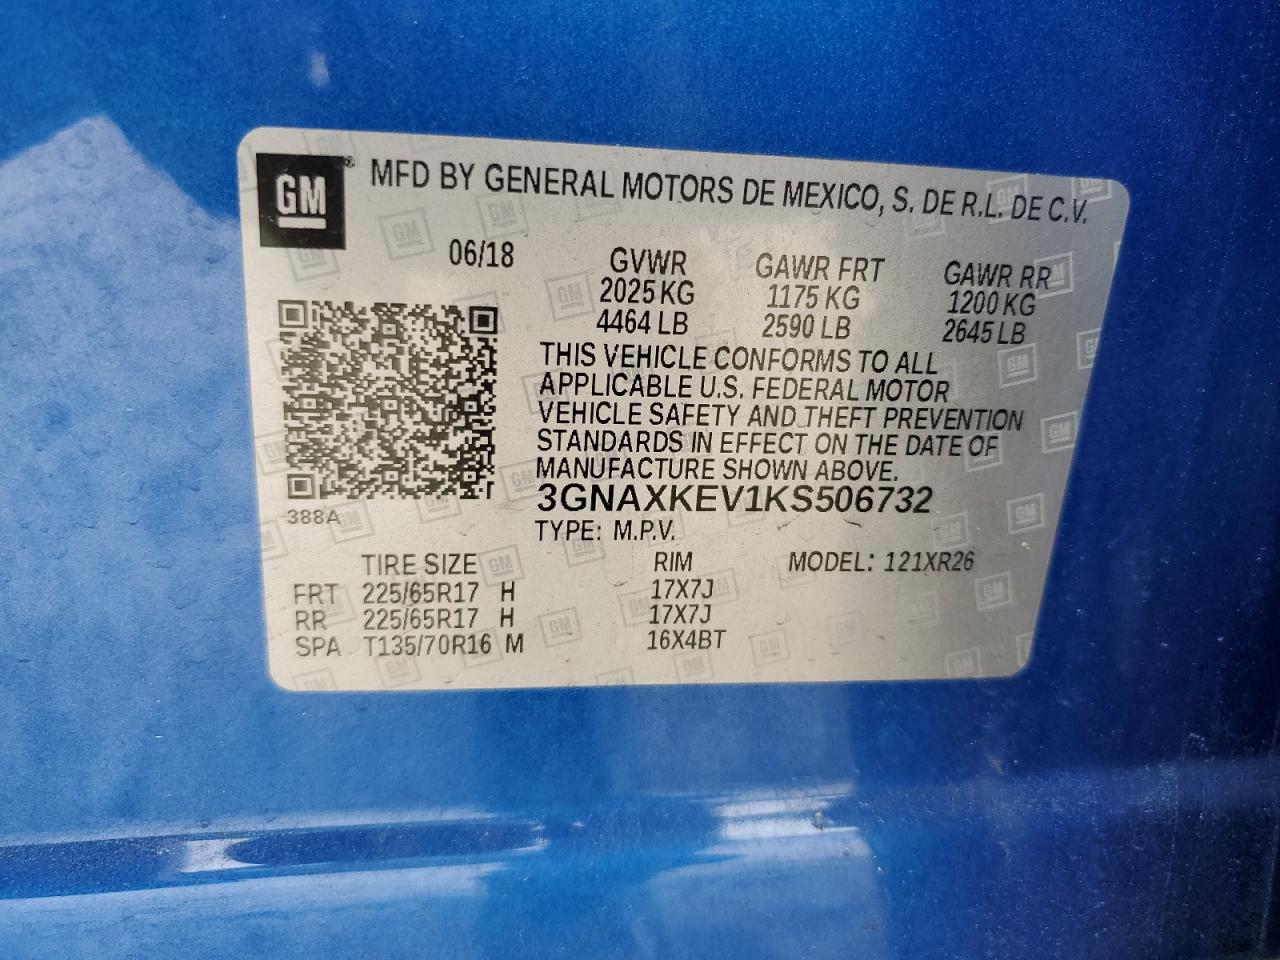 GM ® MFD BY GENERAL MOTORS DE MEXICO, S. DE R.L. DE C.V.
06/18 GVWR GAWR FRT GAWR RR
2025 KG 1175 KG 1200 KG
4464 LB 2590 LB 2645 LB
THIS VEHICLE CONFORMS TO ALL
APPLICABLE U.S. FEDERAL MOTOR
VEHICLE SAFETY AND THEFT PREVENTION
STANDARDS IN EFFECT ON THE DATE OF
MANUFACTURE SHOWN ABOVE.
3GNAXKEV1KS506732
388A
TYPE: M.P.V.
TIRE SIZE RIM MODEL: 121XR26
FRT 225/65R17 H 17X7J
RR 225/65R17 H 17X7J
SPA T135/70R16 M 16X4BT